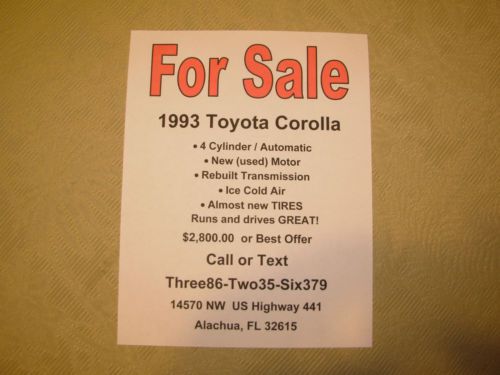 For Sale
1993 Toyota Corolla
• 4 Cylinder / Automatic
• New (used) Motor
• Rebuilt Transmission
• Ice Cold Air
• Almost new TIRES
Runs and drives GREAT!
$2,800.00 or Best Offer
Call or Text
Three86-Two35-Six379
14570 NW US Highway 441
Alachua, FL 32615